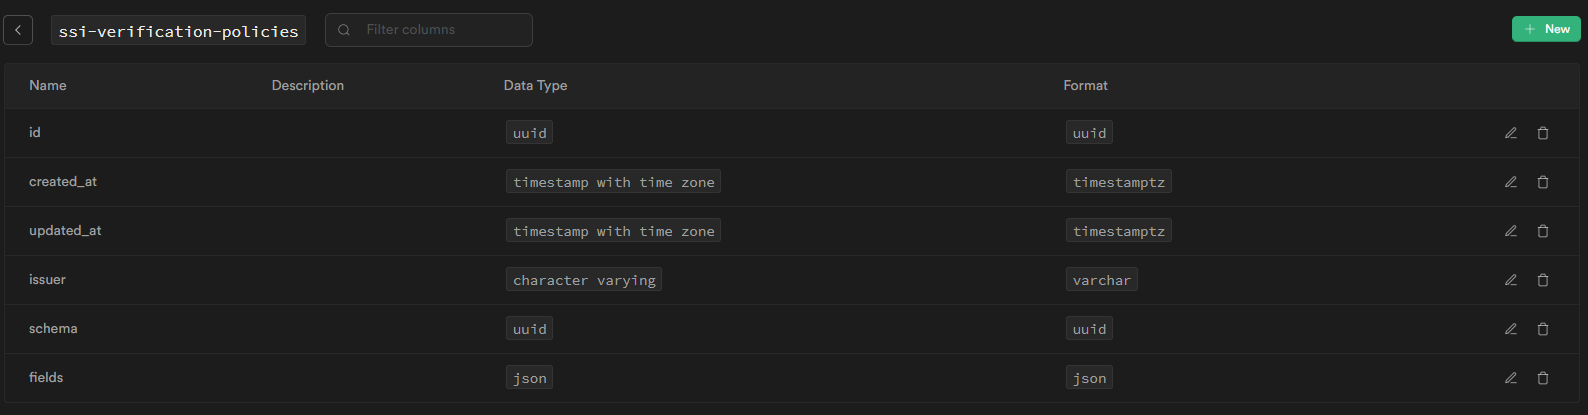 ssi-verification-policies Filter columns New
Name Description Data Type Format
id uuid uuid
created_at timestamp with time zone timestamptz
updated_at timestamp with time zone timestamptz
issuer character varying varchar
schema uuid uuid
fields json json